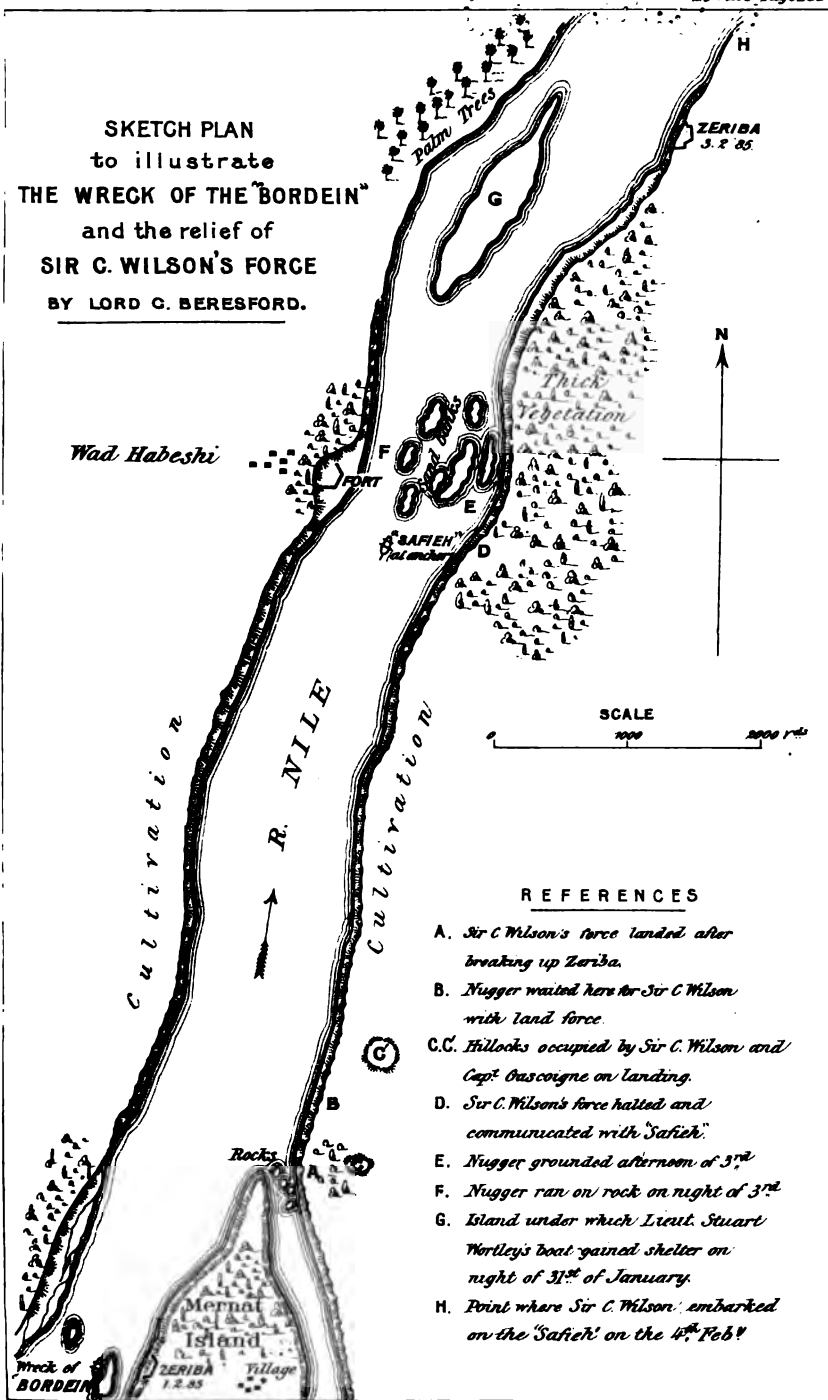 SKETCH PLAN
to illustrate
THE WRECK OF THE "BORDEIN"
and the relief of
SIR C. WILSON'S FORCE
BY LORD C. BERESFORD.
Palm Trees
H
ZERIBA
3. 2. 85.
G
N
Thick
Vegetation
Wad Habeshi
F
Sand banks
FORT
E
"SAFIEH"
at anchor
D
SCALE
0 1000 2000 Yds
R. NILE
Cultivation
Cultivation
REFERENCES
A. Sir C Wilson's force landed after
breaking up Zeriba.
B. Nugger waited here for Sir C Wilson
with land force
C.C'. Hillocks occupied by Sir C. Wilson and
Capt. Gascoigne on landing.
D. Sir C. Wilson's force halted and
communicated with "Safieh".
E. Nugger grounded afternoon of 3rd.
F. Nugger ran on rock on night of 3rd
G. Island under which Lieut. Stuart
Wortley's boat gained shelter on
night of 31st of January.
H. Point where Sir C. Wilson embarked
on the 'Safieh' on the 4th Feby
C'
B
Rocks
A
Mernat
Island
Wreck of
BORDEIN
ZERIBA
1. 2. 85
Village